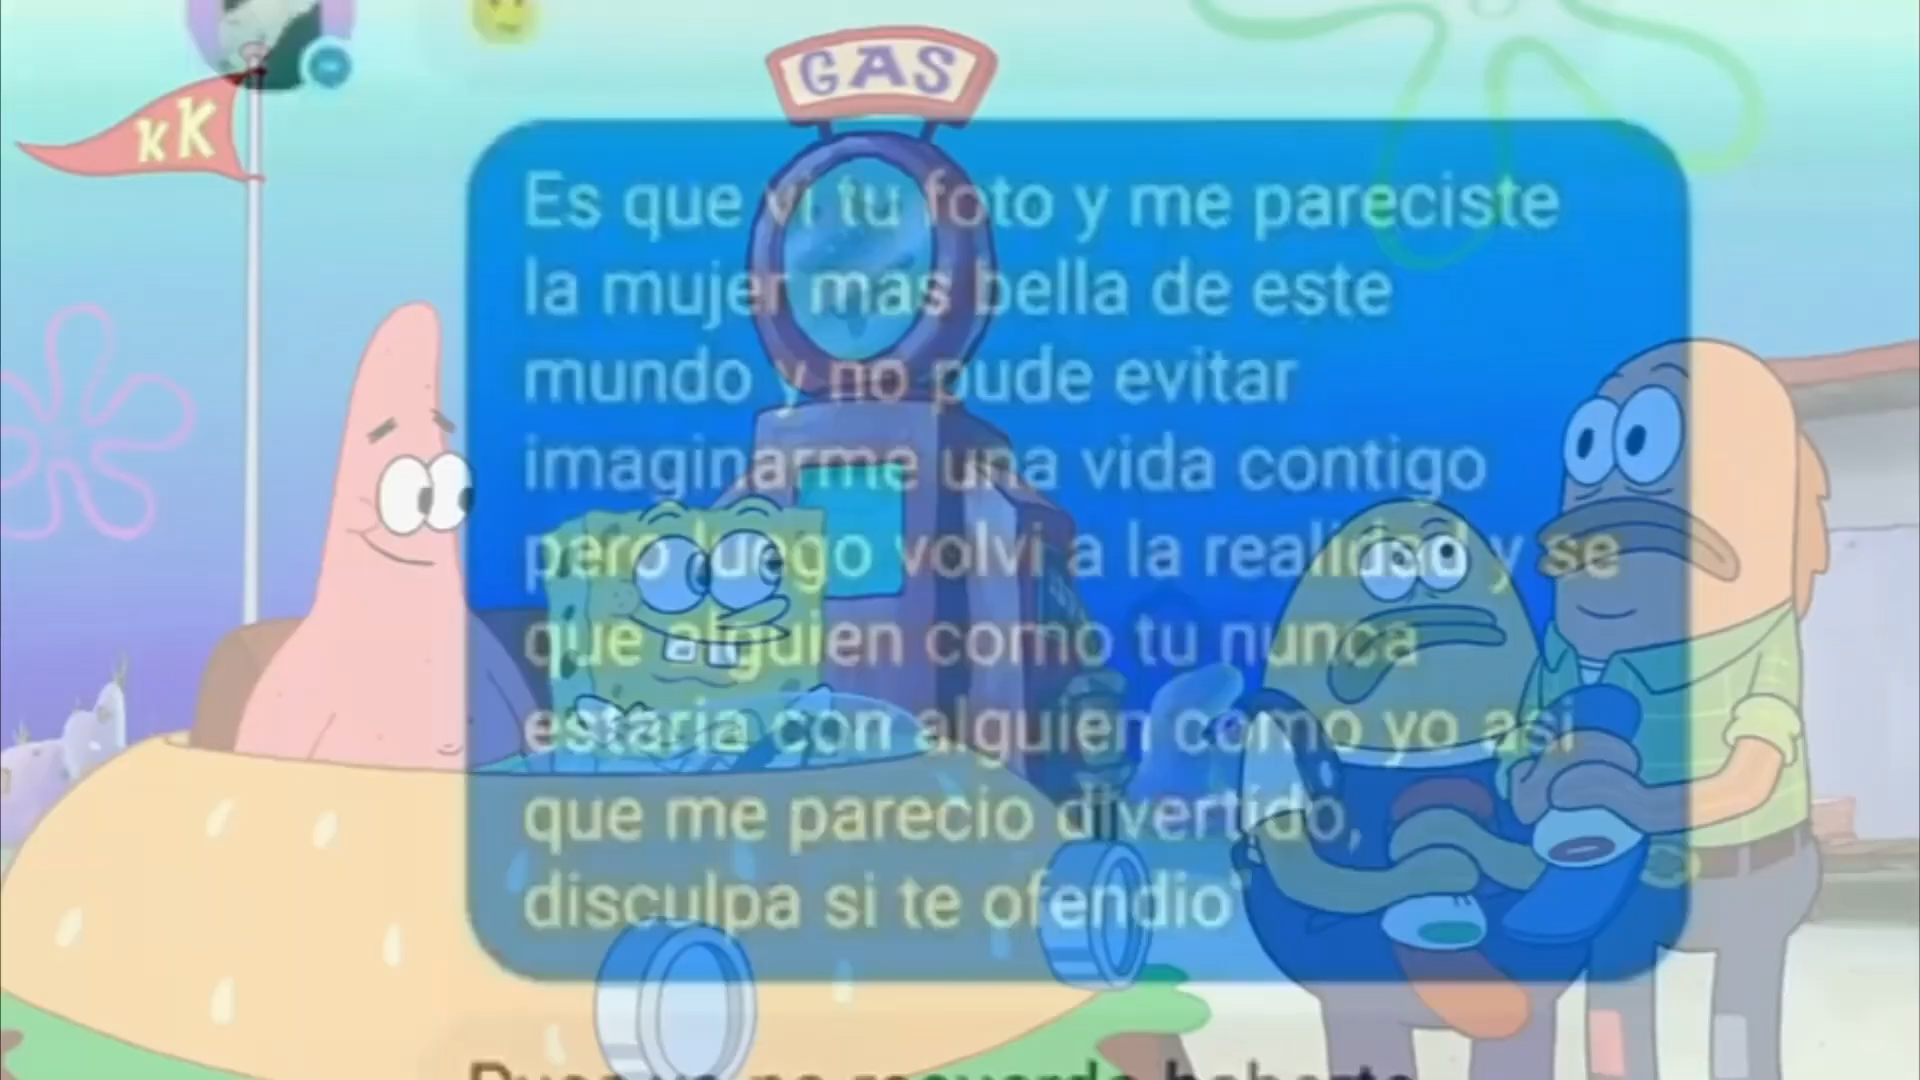 GAS
KK
Es que vi tu foto y me pareciste
la mujer mas bella de este
mundo y no pude evitar
imaginarme una vida contigo
pero luego volvi a la realidad y se
que alguien como tu nunca
estaria con alguien como yo asi
que me parecio divertido,
disculpa si te ofendio